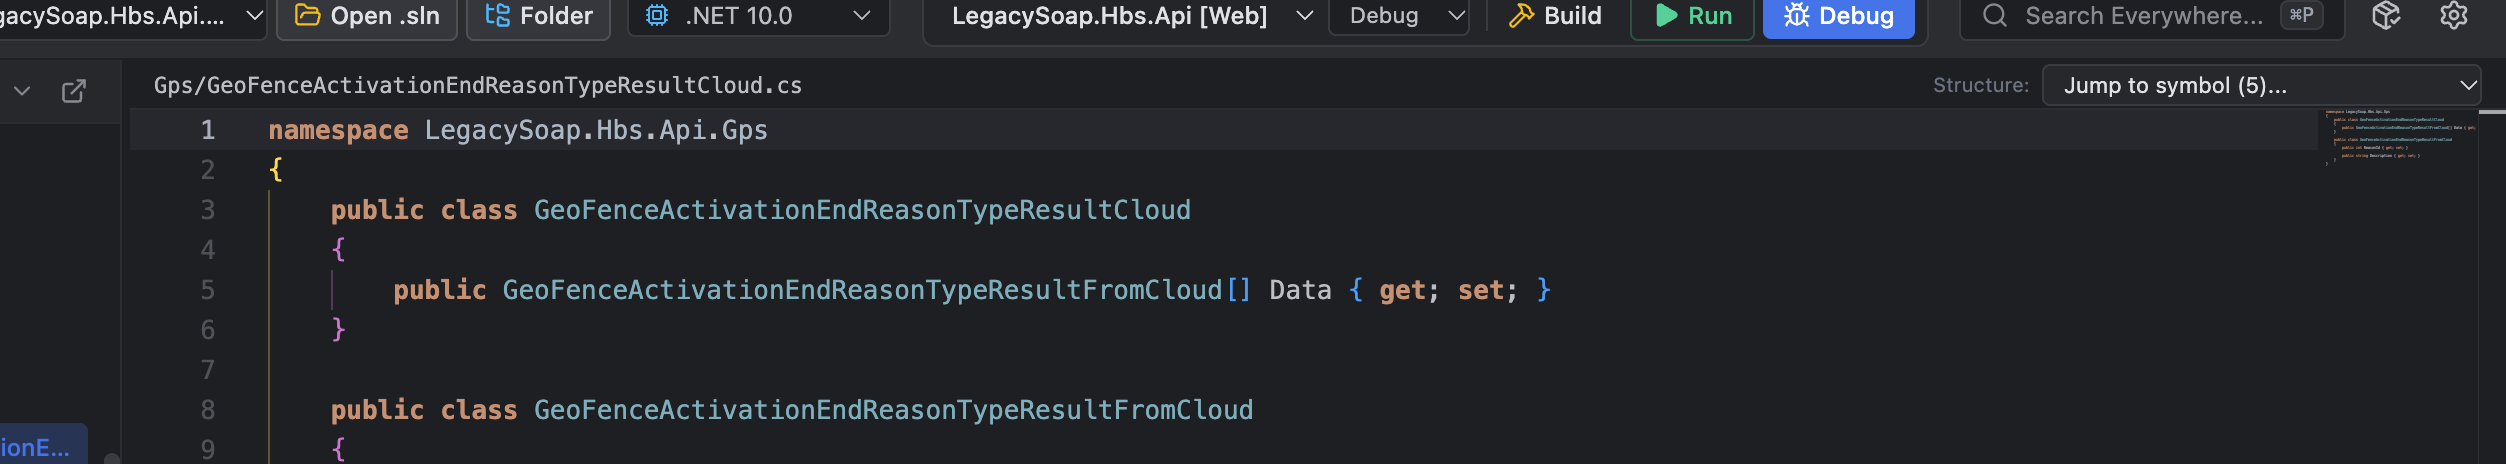 gacySoap.Hbs.Api.... Open .sln Folder .NET 10.0 LegacySoap.Hbs.Api [Web] Debug Build Run Debug Search Everywhere... ⌘P
Gps/GeoFenceActivationEndReasonTypeResultCloud.cs Structure: Jump to symbol (5)...
1 namespace LegacySoap.Hbs.Api.Gps
2 {
3 public class GeoFenceActivationEndReasonTypeResultCloud
4 {
5 public GeoFenceActivationEndReasonTypeResultFromCloud[] Data { get; set; }
6 }
7
8 public class GeoFenceActivationEndReasonTypeResultFromCloud
9 {
ionE...